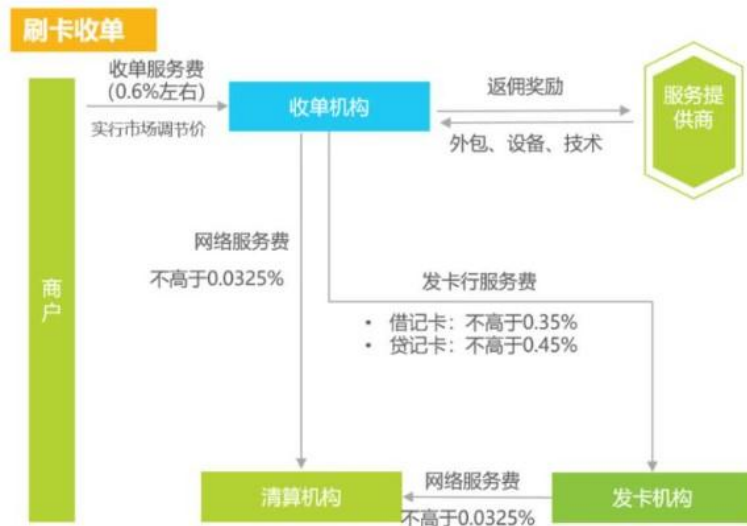 刷卡收单
收单服务费
(0.6%左右)
实行市场调节价
收单机构
返佣奖励
外包、设备、技术
服务提
供商
网络服务费
不高于0.0325%
商
户
发卡行服务费
• 借记卡：不高于0.35%
• 贷记卡：不高于0.45%
清算机构
网络服务费
不高于0.0325%
发卡机构